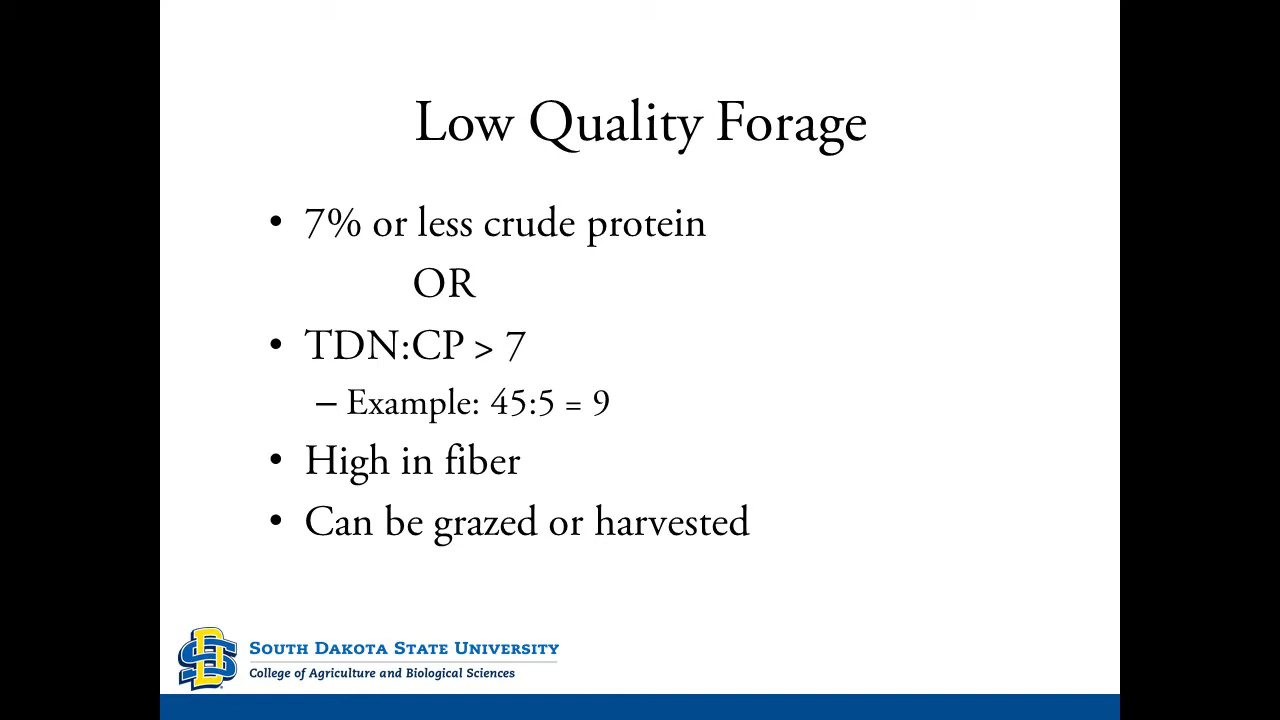 Low Quality Forage
• 7% or less crude protein
OR
• TDN:CP > 7
– Example: 45:5 = 9
• High in fiber
• Can be grazed or harvested
South Dakota State University
College of Agriculture and Biological Sciences